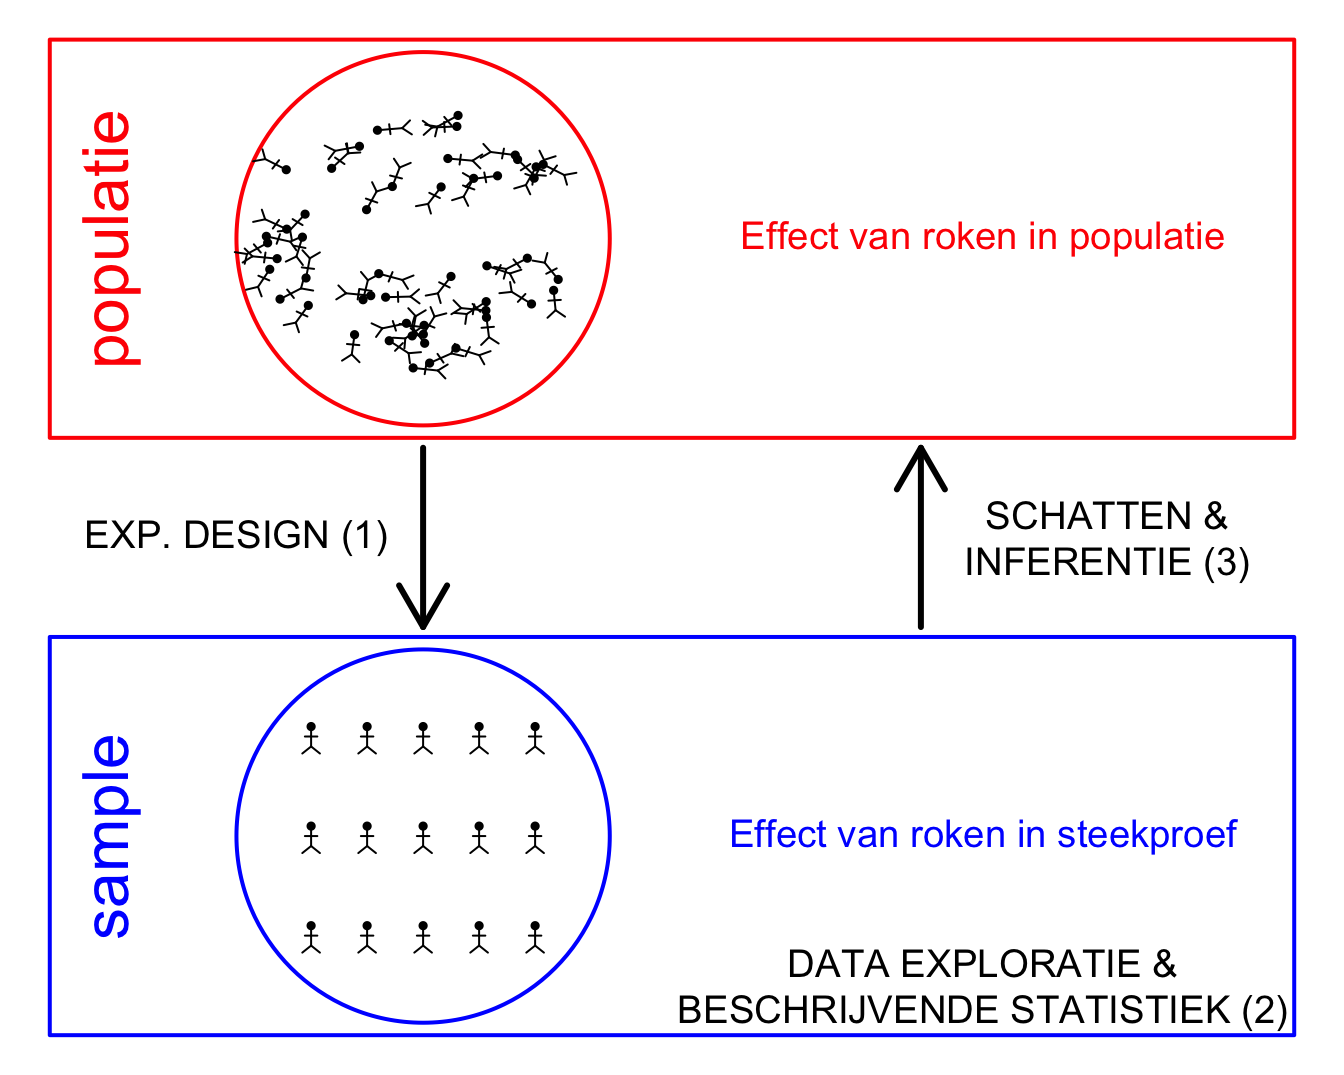 populatie
Effect van roken in populatie
EXP. DESIGN (1)
SCHATTEN &
INFERENTIE (3)
sample
Effect van roken in steekproef
DATA EXPLORATIE &
BESCHRIJVENDE STATISTIEK (2)